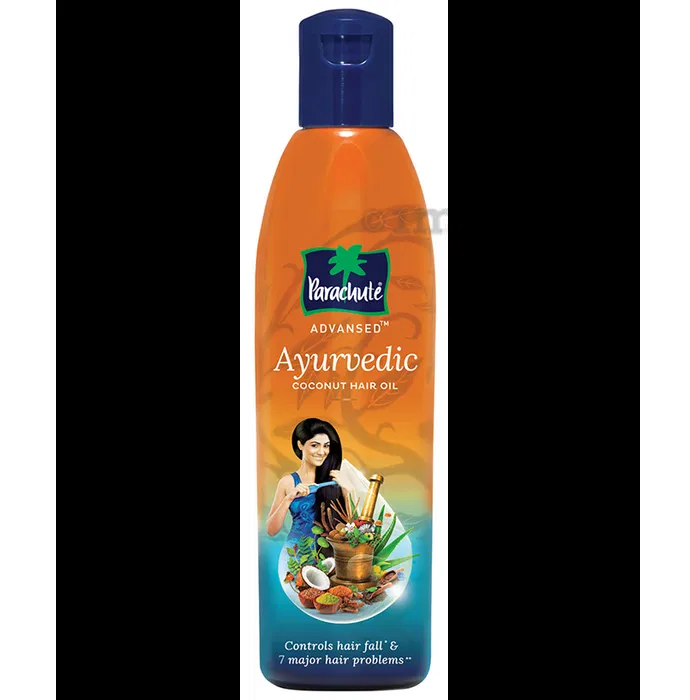 Parachute®
ADVANSED™
Ayurvedic
COCONUT HAIR OIL
Controls hair fall* &
7 major hair problems**